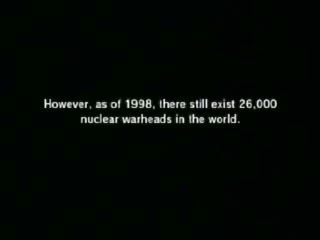 However, as of 1998, there still exist 26,000
nuclear warheads in the world.